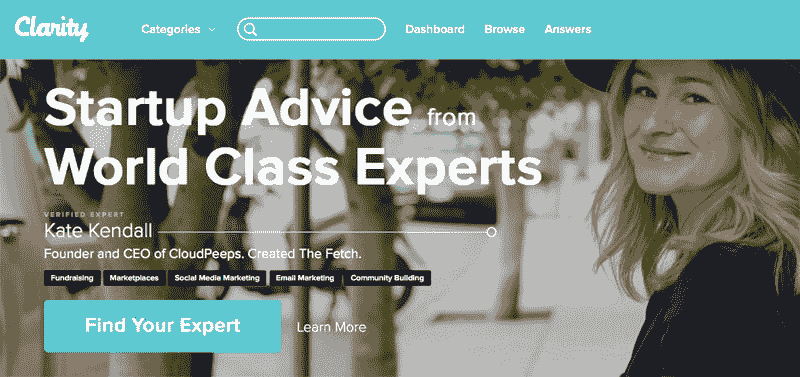 Clarity
Categories
Dashboard
Browse
Answers
Startup Advice from
World Class Experts
VERIFIED EXPERT
Kate Kendall
Founder and CEO of CloudPeeps. Created The Fetch.
Fundraising Marketplaces Social Media Marketing Email Marketing Community Building
Find Your Expert
Learn More